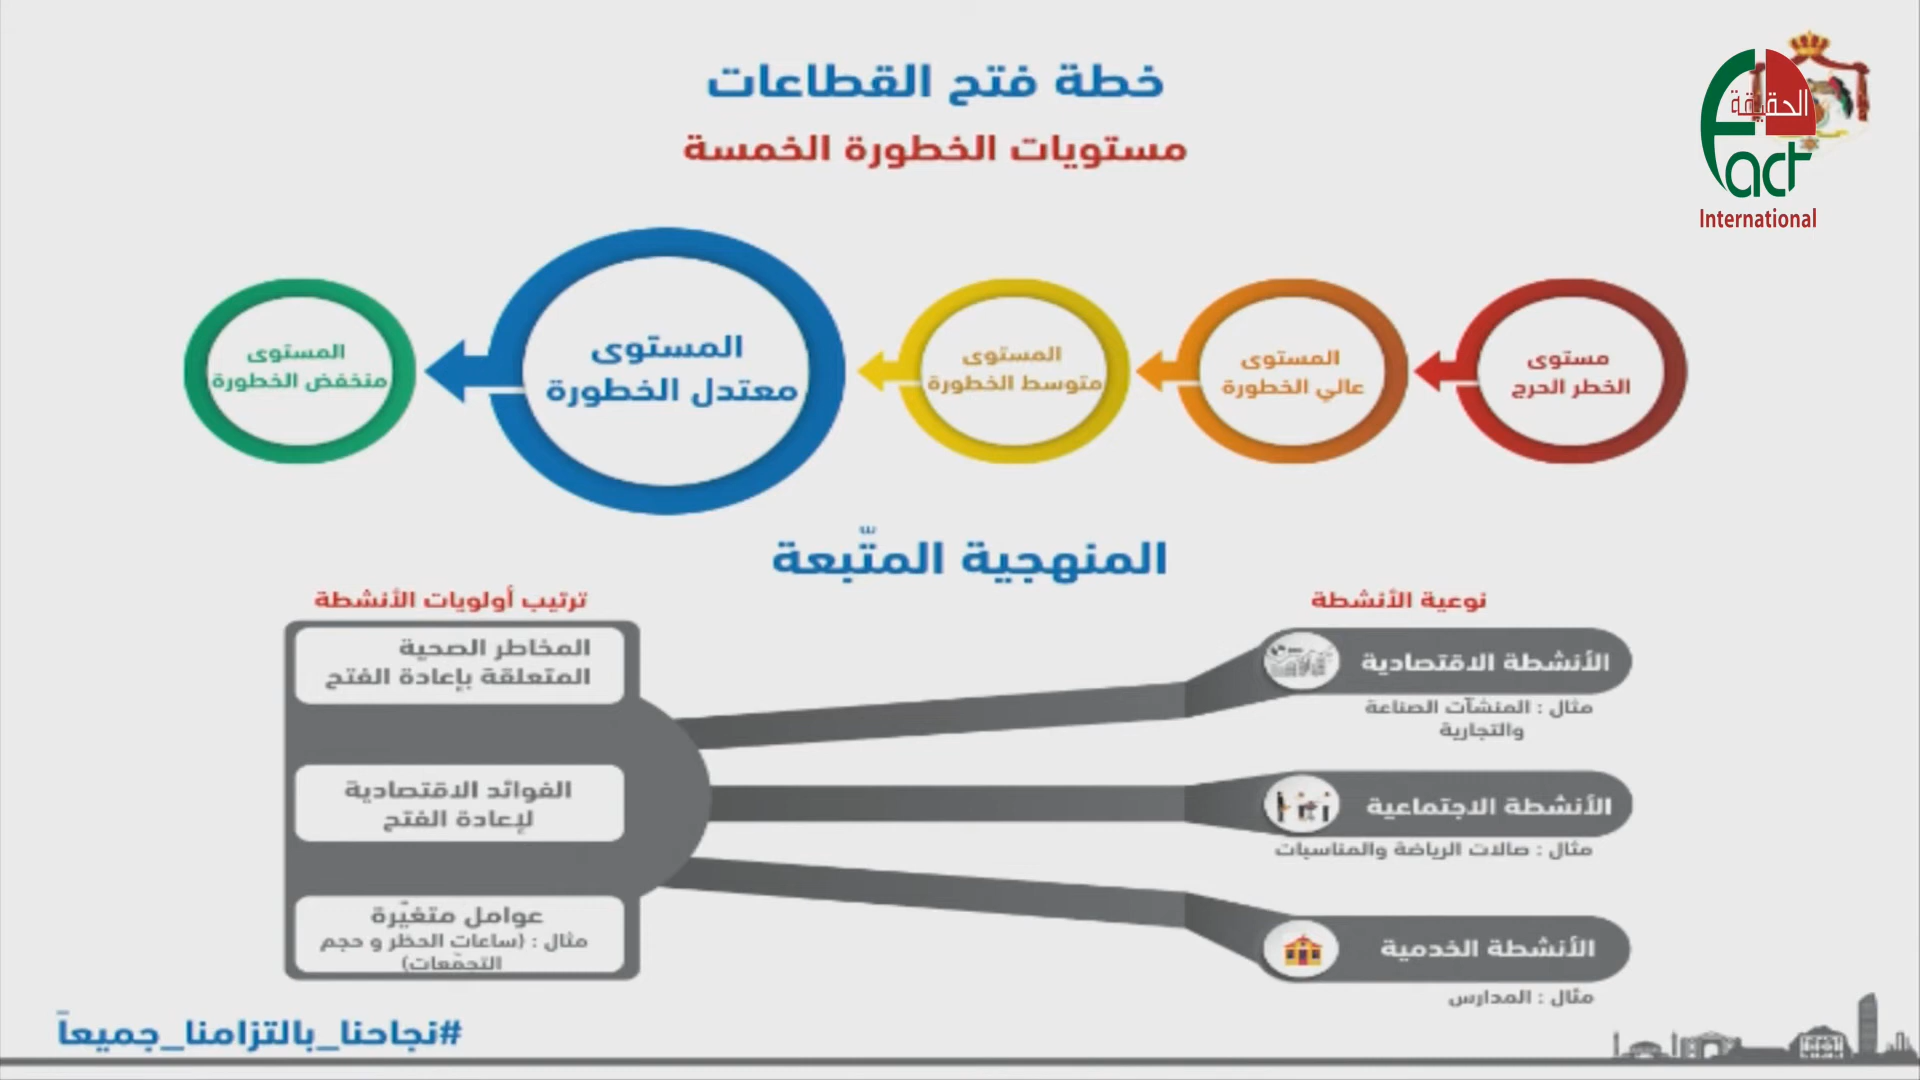 خطة فتح القطاعات
مستويات الخطورة الخمسة
الحقيقة
Fact
International
مستوى
الخطر الحرج
المستوى
عالي الخطورة
المستوى
متوسط الخطورة
المستوى
معتدل الخطورة
المستوى
منخفض الخطورة
المنهجية المتّبعة
نوعية الأنشطة
الأنشطة الاقتصادية
مثال : المنشآت الصناعة
والتجارية
الأنشطة الاجتماعية
مثال : صالات الرياضة والمناسبات
الأنشطة الخدمية
مثال : المدارس
ترتيب أولويات الأنشطة
المخاطر الصحية
المتعلقة بإعادة الفتح
الفوائد الاقتصادية
لإعادة الفتح
عوامل متغيّرة
مثال : (ساعات الحظر و حجم
التجمّعات)
#نجاحنا_بالتزامنا_جميعاً